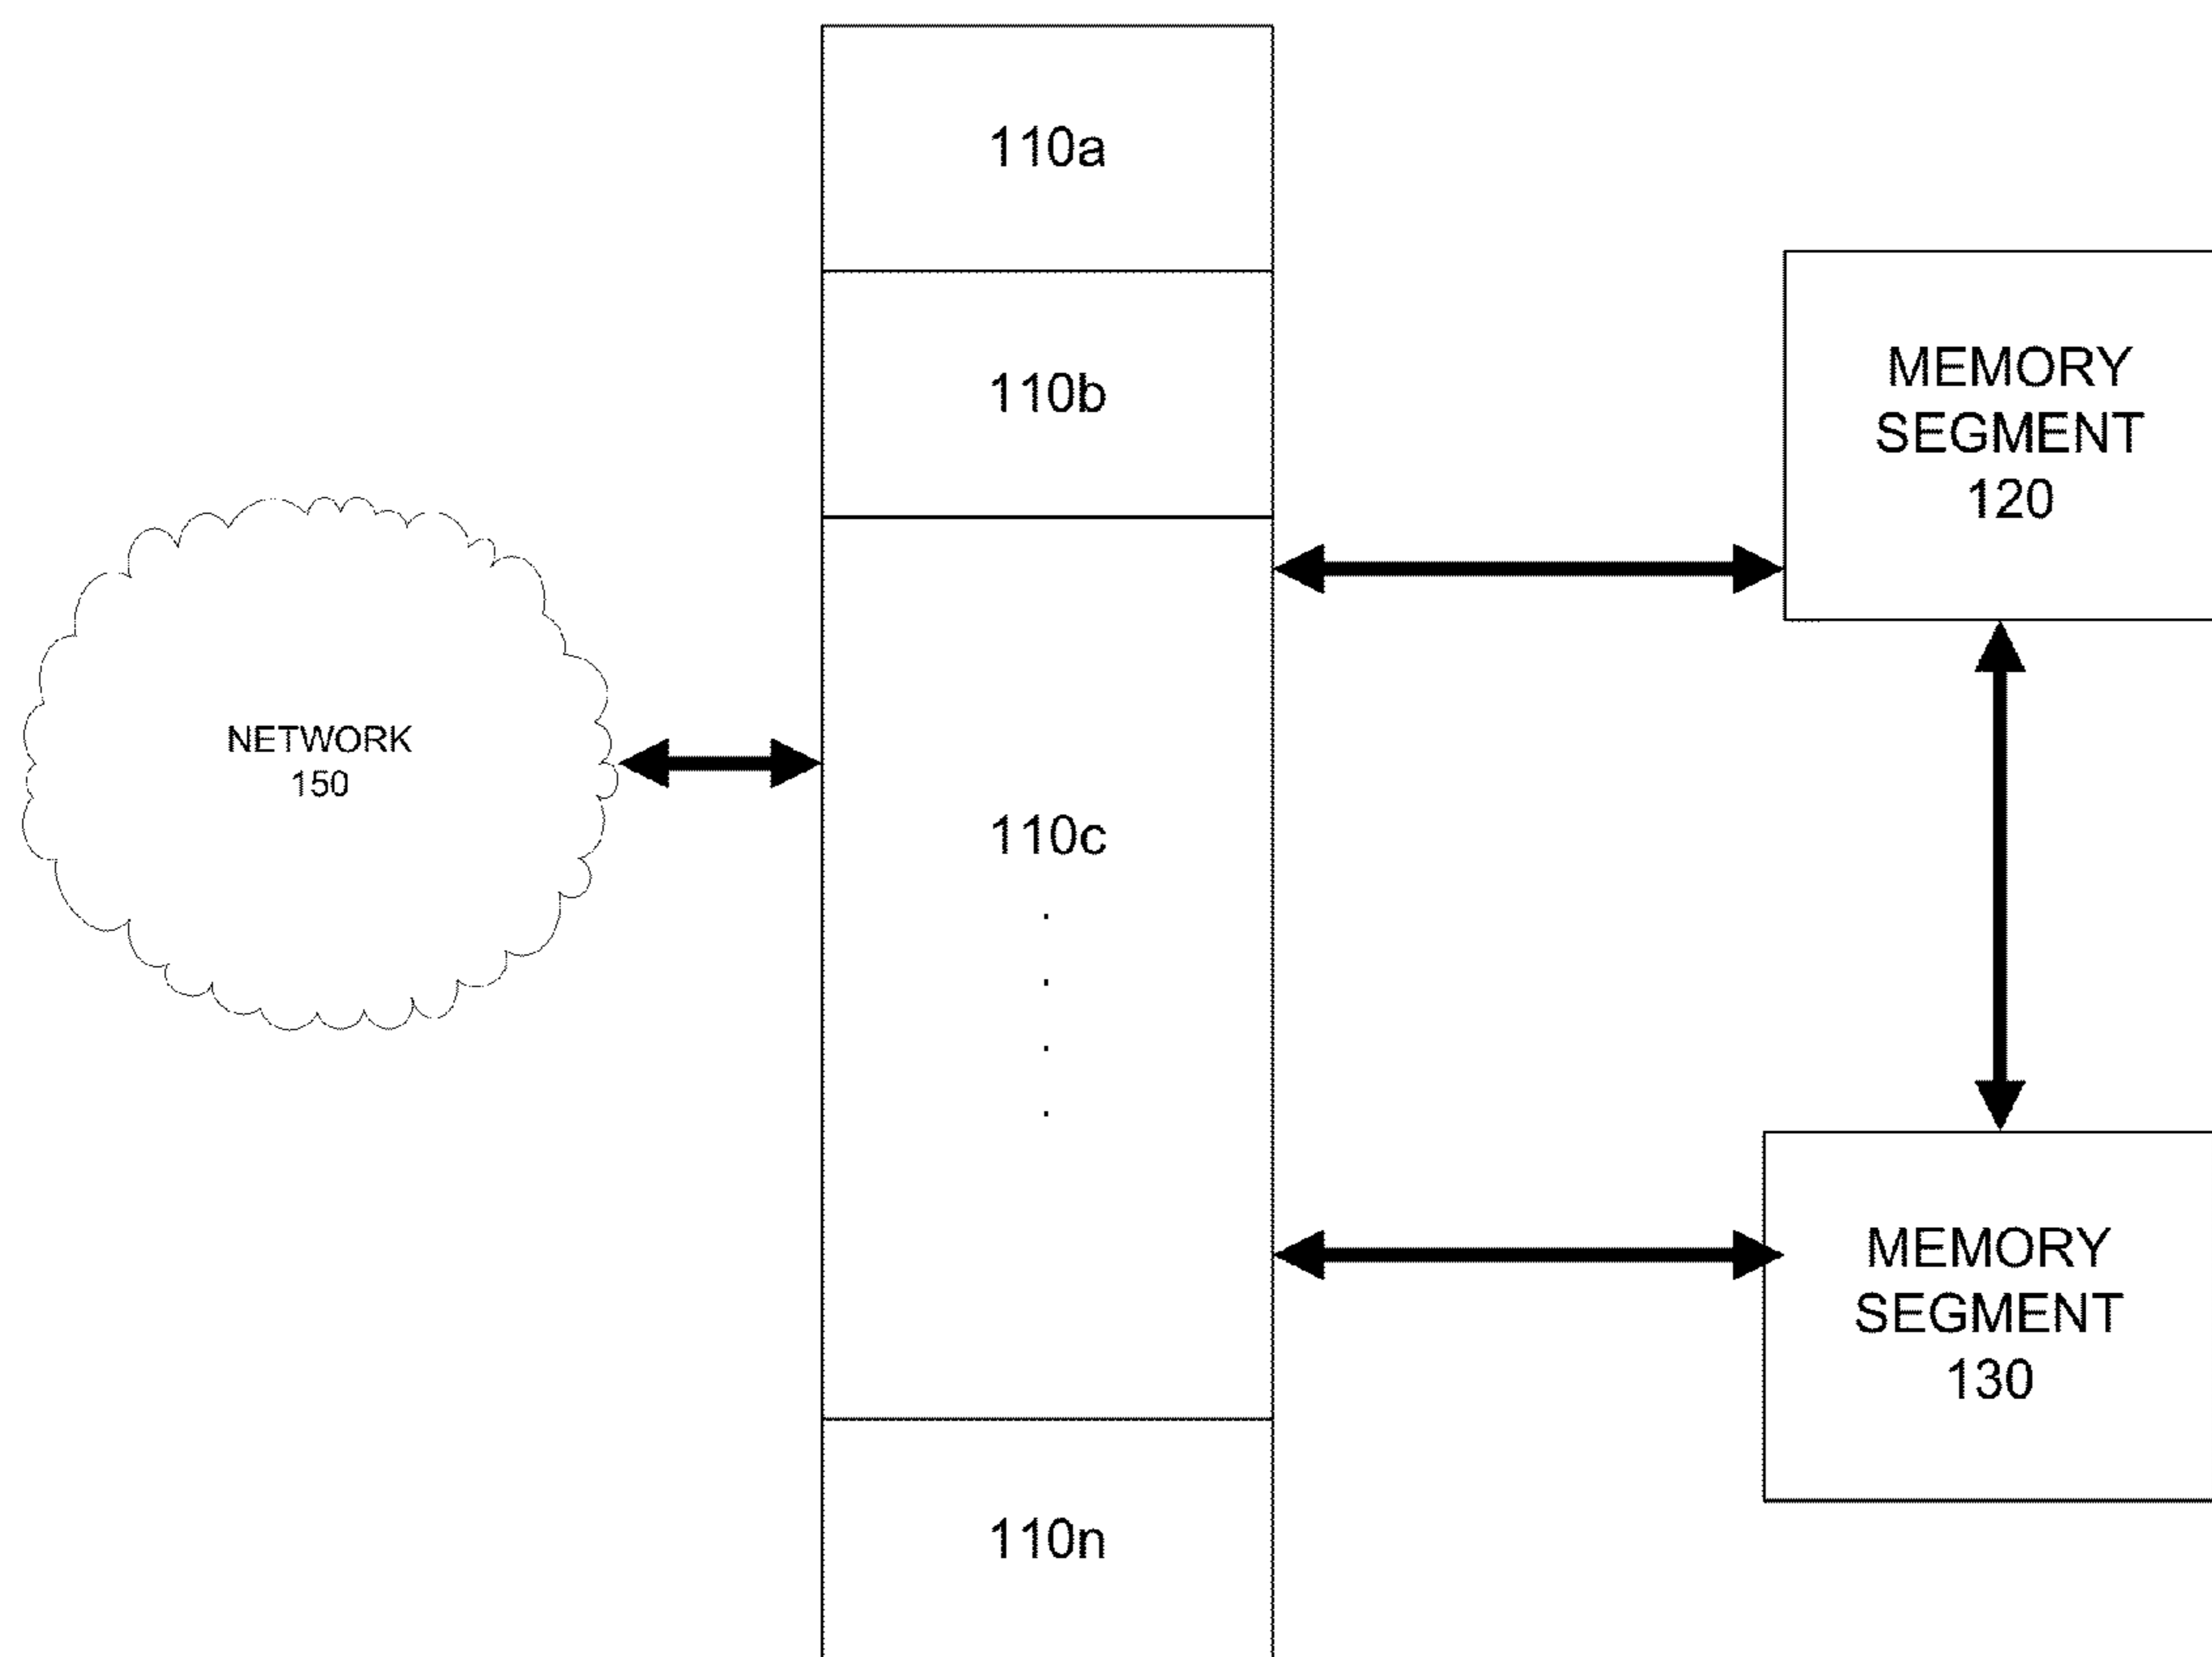 110a
110b
MEMORY
SEGMENT
120
NETWORK
150
110c
.
.
.
.
MEMORY
SEGMENT
130
110n